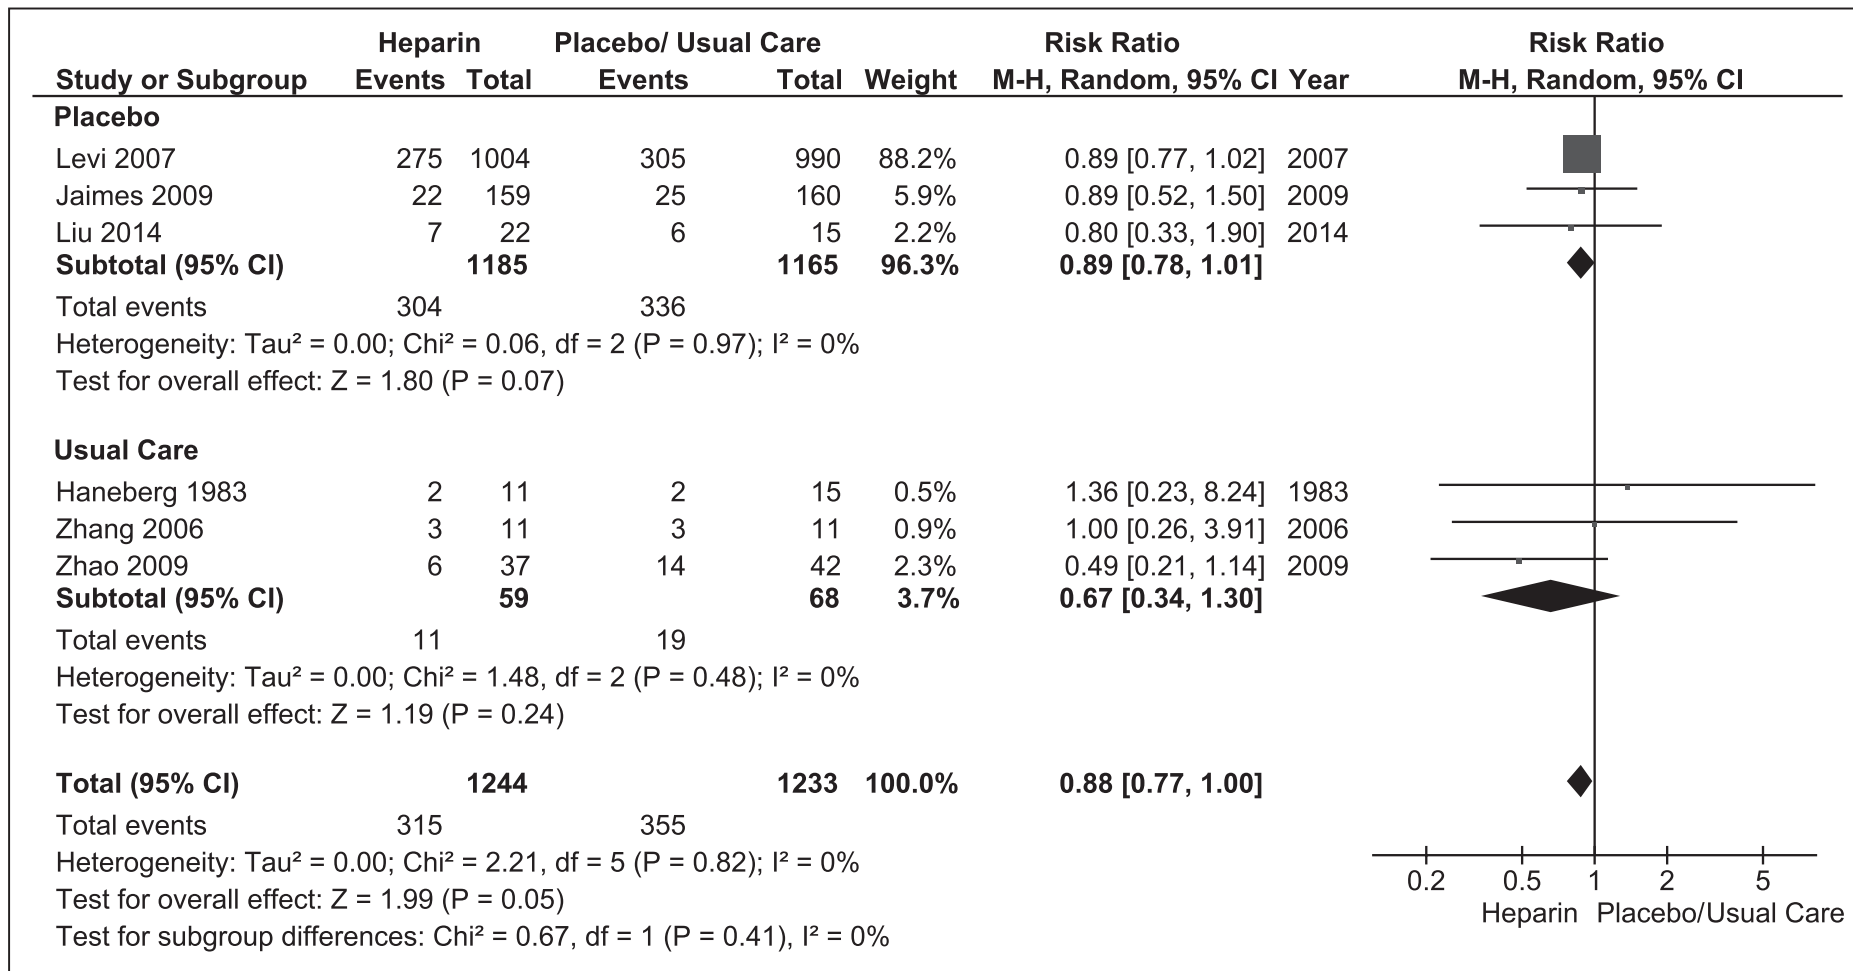 Heparin Placebo/ Usual Care Risk Ratio Risk Ratio
Study or Subgroup Events Total Events Total Weight M-H, Random, 95% CI Year M-H, Random, 95% CI
Placebo
Levi 2007 275 1004 305 990 88.2% 0.89 [0.77, 1.02] 2007
Jaimes 2009 22 159 25 160 5.9% 0.89 [0.52, 1.50] 2009
Liu 2014 7 22 6 15 2.2% 0.80 [0.33, 1.90] 2014
Subtotal (95% CI) 1185 1165 96.3% 0.89 [0.78, 1.01]
Total events 304 336
Heterogeneity: Tau² = 0.00; Chi² = 0.06, df = 2 (P = 0.97); I² = 0%
Test for overall effect: Z = 1.80 (P = 0.07)
Usual Care
Haneberg 1983 2 11 2 15 0.5% 1.36 [0.23, 8.24] 1983
Zhang 2006 3 11 3 11 0.9% 1.00 [0.26, 3.91] 2006
Zhao 2009 6 37 14 42 2.3% 0.49 [0.21, 1.14] 2009
Subtotal (95% CI) 59 68 3.7% 0.67 [0.34, 1.30]
Total events 11 19
Heterogeneity: Tau² = 0.00; Chi² = 1.48, df = 2 (P = 0.48); I² = 0%
Test for overall effect: Z = 1.19 (P = 0.24)
Total (95% CI) 1244 1233 100.0% 0.88 [0.77, 1.00]
Total events 315 355
Heterogeneity: Tau² = 0.00; Chi² = 2.21, df = 5 (P = 0.82); I² = 0%
Test for overall effect: Z = 1.99 (P = 0.05)
Test for subgroup differences: Chi² = 0.67, df = 1 (P = 0.41), I² = 0%
0.2 0.5 1 2 5
Heparin Placebo/Usual Care